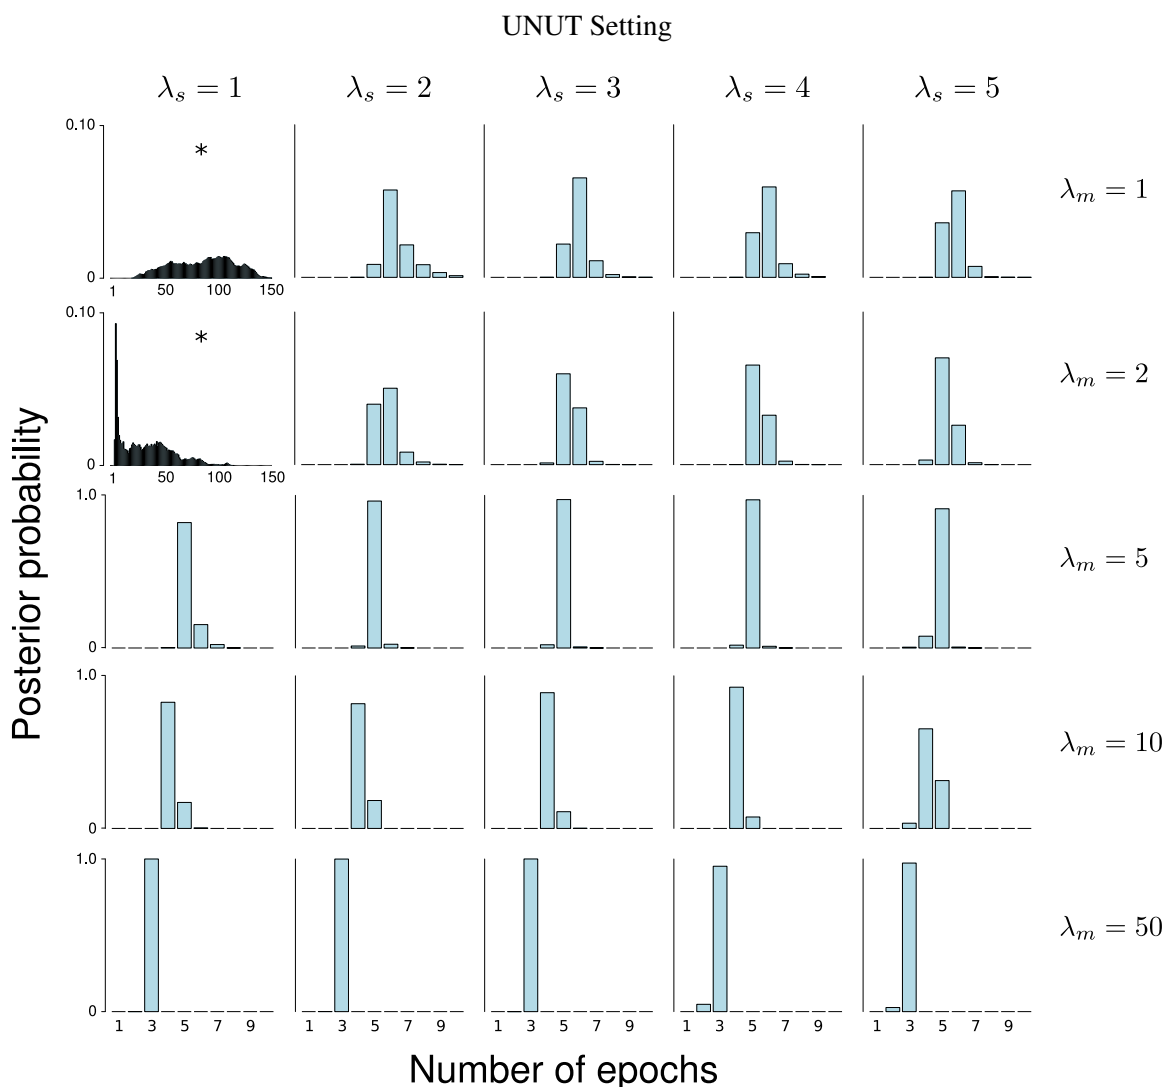 UNUT Setting
λs = 1 λs = 2 λs = 3 λs = 4 λs = 5
0.10
*
λm = 1
0
1 50 100 150
0.10
*
λm = 2
0
1 50 100 150
Posterior probability
1.0
λm = 5
0
1.0
λm = 10
0
1.0
λm = 50
0
1 3 5 7 9 1 3 5 7 9 1 3 5 7 9 1 3 5 7 9 1 3 5 7 9
Number of epochs